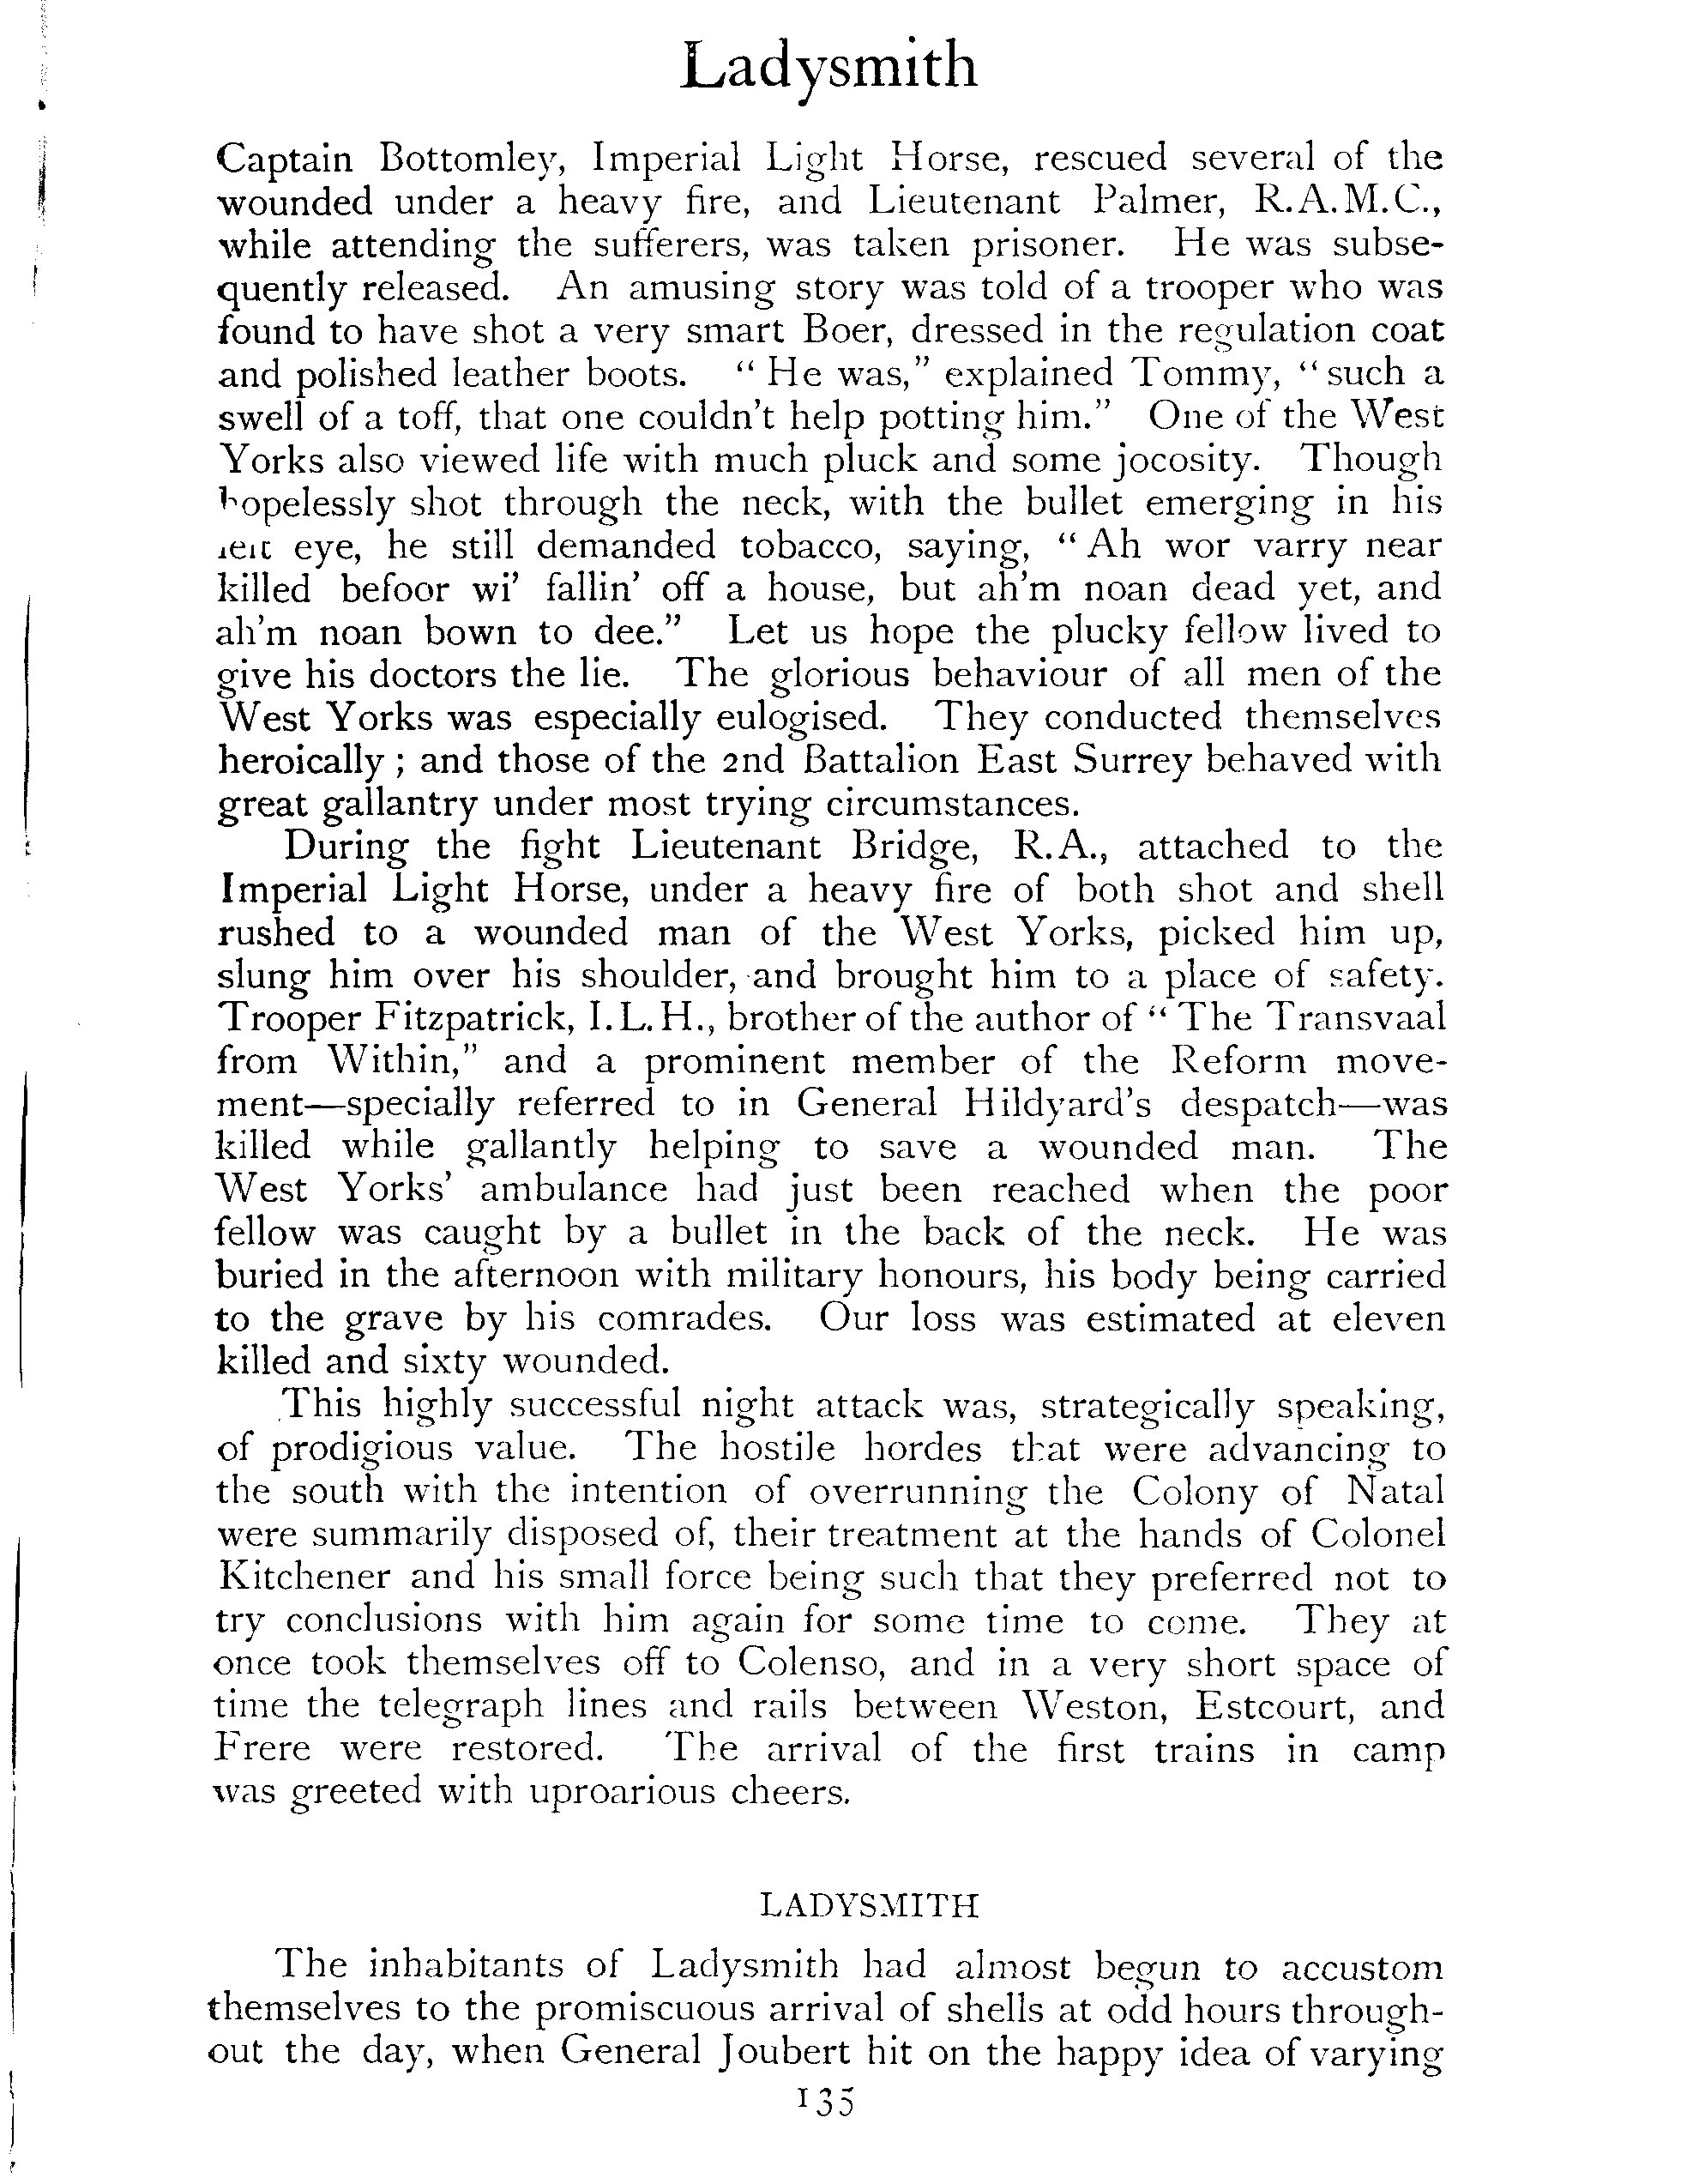 Ladysmith
Captain Bottomley, Imperial Light Horse, rescued several of the
wounded under a heavy fire, and Lieutenant Palmer, R.A.M.C.,
while attending the sufferers, was taken prisoner. He was subse-
quently released. An amusing story was told of a trooper who was
found to have shot a very smart Boer, dressed in the regulation coat
and polished leather boots. “ He was,” explained Tommy, “ such a
swell of a toff, that one couldn't help potting him.” One of the West
Yorks also viewed life with much pluck and some jocosity. Though
hopelessly shot through the neck, with the bullet emerging in his
left eye, he still demanded tobacco, saying, “ Ah wor varry near
killed befoor wi’ fallin’ off a house, but ah’m noan dead yet, and
ah’m noan bown to dee.” Let us hope the plucky fellow lived to
give his doctors the lie. The glorious behaviour of all men of the
West Yorks was especially eulogised. They conducted themselves
heroically ; and those of the 2nd Battalion East Surrey behaved with
great gallantry under most trying circumstances.
During the fight Lieutenant Bridge, R.A., attached to the
Imperial Light Horse, under a heavy fire of both shot and shell
rushed to a wounded man of the West Yorks, picked him up,
slung him over his shoulder, and brought him to a place of safety.
Trooper Fitzpatrick, I.L.H., brother of the author of “ The Transvaal
from Within,” and a prominent member of the Reform move-
ment—specially referred to in General Hildyard's despatch—was
killed while gallantly helping to save a wounded man. The
West Yorks’ ambulance had just been reached when the poor
fellow was caught by a bullet in the back of the neck. He was
buried in the afternoon with military honours, his body being carried
to the grave by his comrades. Our loss was estimated at eleven
killed and sixty wounded.
This highly successful night attack was, strategically speaking,
of prodigious value. The hostile hordes that were advancing to
the south with the intention of overrunning the Colony of Natal
were summarily disposed of, their treatment at the hands of Colonel
Kitchener and his small force being such that they preferred not to
try conclusions with him again for some time to come. They at
once took themselves off to Colenso, and in a very short space of
time the telegraph lines and rails between Weston, Estcourt, and
Frere were restored. The arrival of the first trains in camp
was greeted with uproarious cheers.
LADYSMITH
The inhabitants of Ladysmith had almost begun to accustom
themselves to the promiscuous arrival of shells at odd hours through-
out the day, when General Joubert hit on the happy idea of varying
135